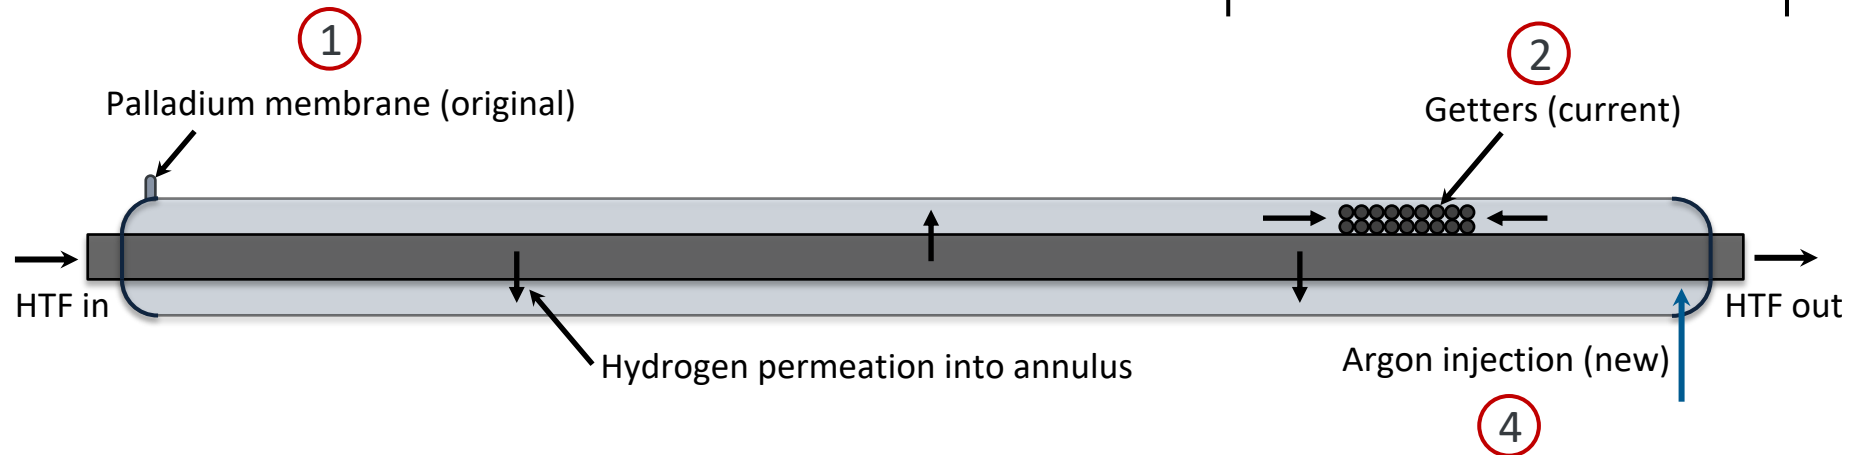 1
Palladium membrane (original)
2
Getters (current)
HTF in
HTF out
Hydrogen permeation into annulus
Argon injection (new)
4